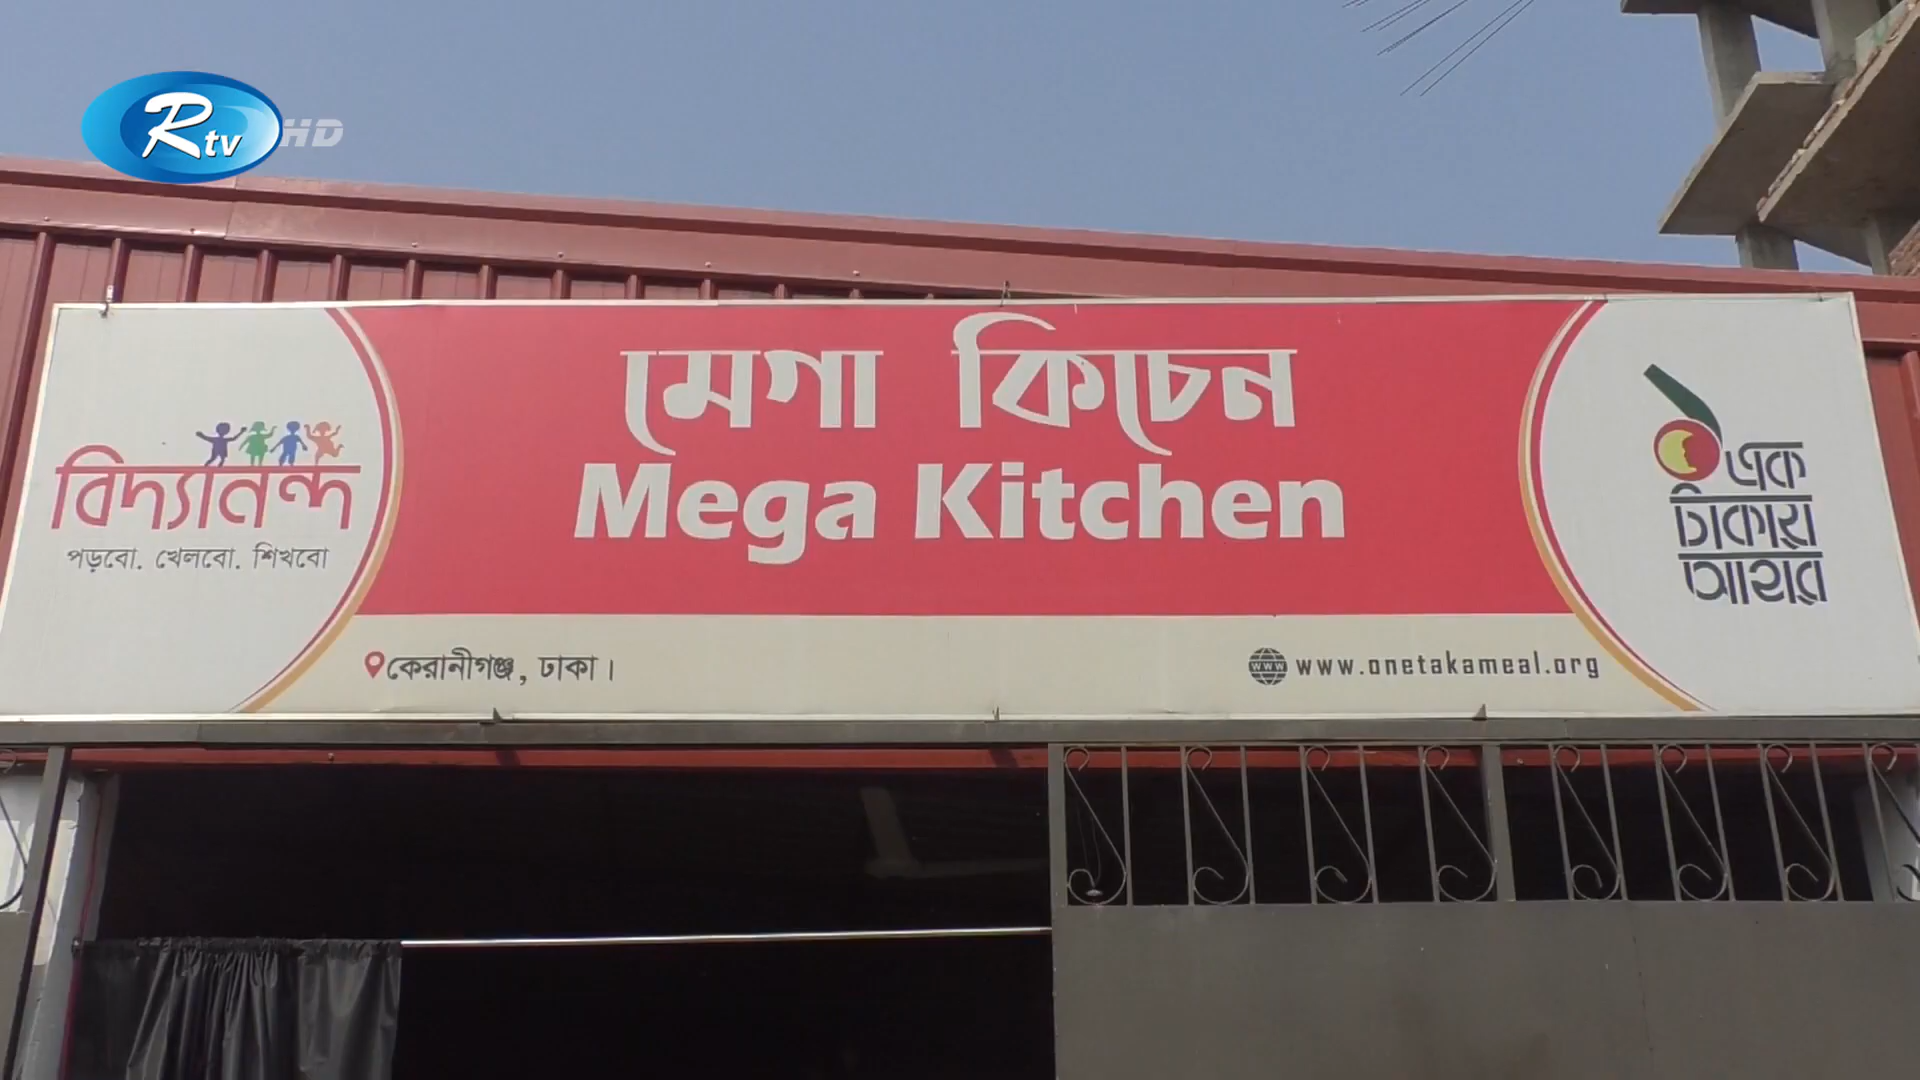 Rtv HD
মেগা কিচেন
Mega Kitchen
বিদ্যানন্দ
পড়বো. খেলবো. শিখবো
এক
টাকায়
আহার
কেরানীগঞ্জ, ঢাকা।
www www.onetakameal.org